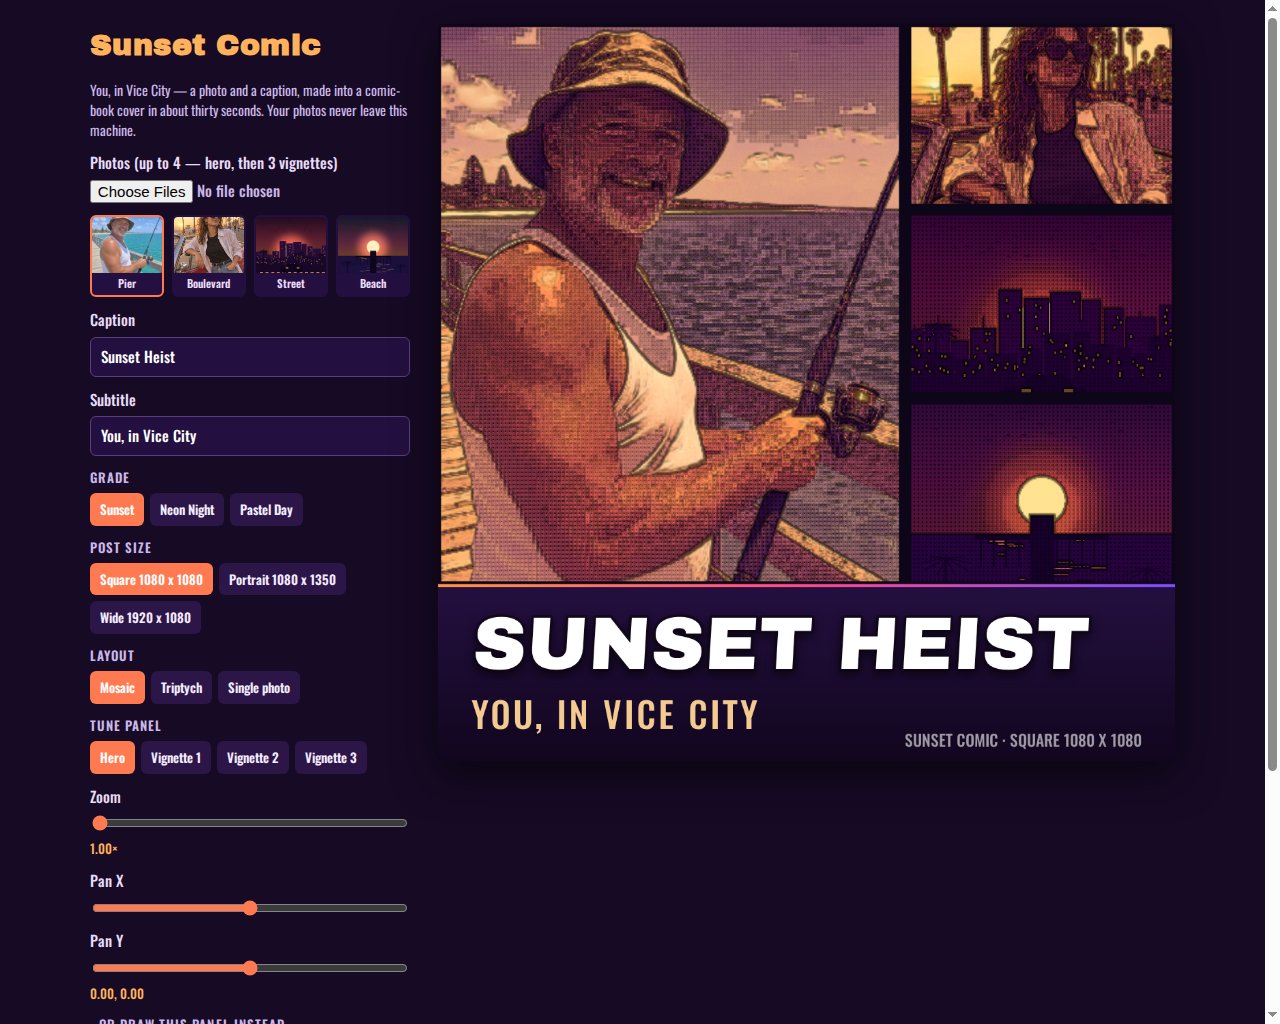 Sunset Comic
You, in Vice City — a photo and a caption, made into a comic-
book cover in about thirty seconds. Your photos never leave this
machine.
Photos (up to 4 — hero, then 3 vignettes)
Choose Files No file chosen
Pier
Boulevard
Street
Beach
Caption
Sunset Heist
Subtitle
You, in Vice City
GRADE
Sunset
Neon Night
Pastel Day
POST SIZE
Square 1080 x 1080
Portrait 1080 x 1350
Wide 1920 x 1080
LAYOUT
Mosaic
Triptych
Single photo
TUNE PANEL
Hero
Vignette 1
Vignette 2
Vignette 3
Zoom
1.00×
Pan X
Pan Y
0.00, 0.00
OR DRAW THIS PANEL INSTEAD
SUNSET HEIST
YOU, IN VICE CITY
SUNSET COMIC · SQUARE 1080 X 1080